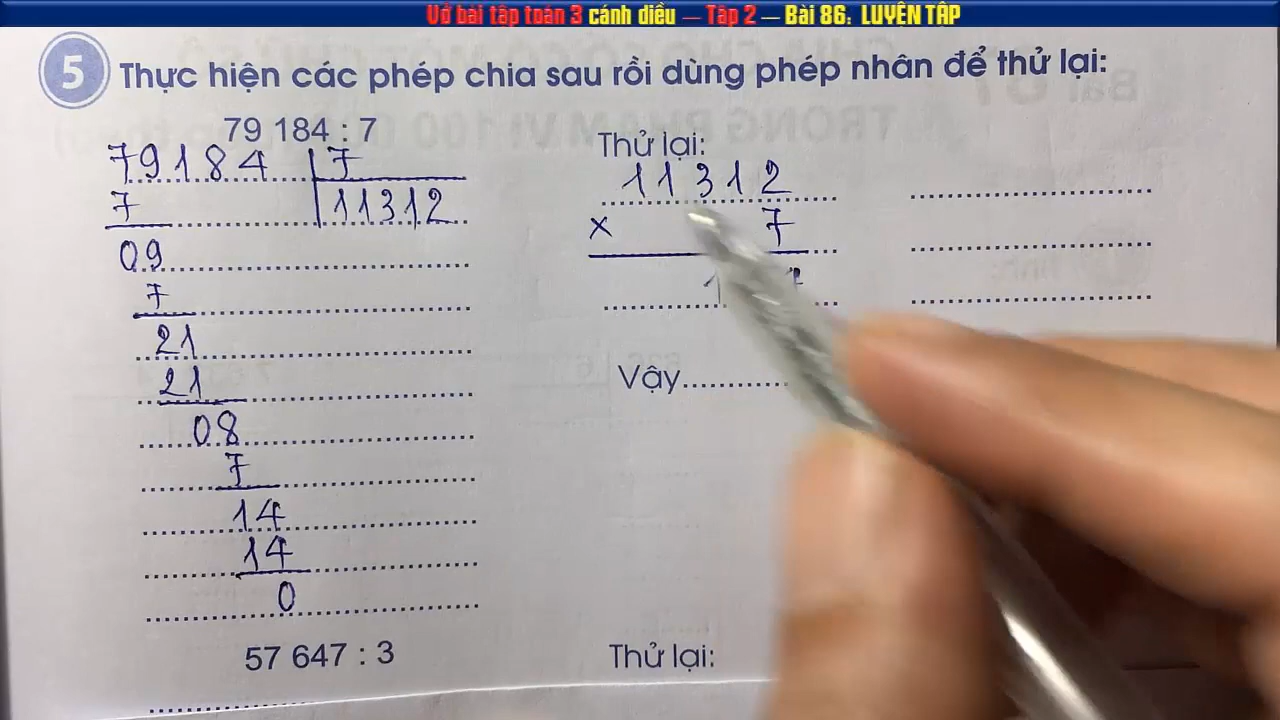 Vở bài tập toán 3 cánh diều – Tập 2 – Bài 86: LUYỆN TẬP
5 Thực hiện các phép chia sau rồi dùng phép nhân để thử lại:
79 184 : 7
79184 7
7 11312
09
7
21
21
08
7
14
14
0
Thử lại:
11312
x 7
Vậy
57 647 : 3
Thử lại: